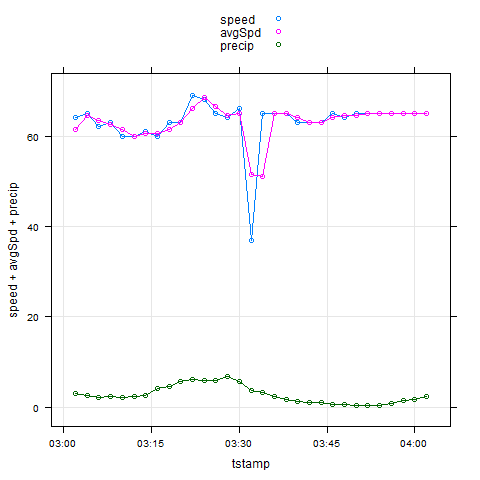 speed
avgSpd
precip
60
40
20
0
speed + avgSpd + precip
03:00 03:15 03:30 03:45 04:00
tstamp